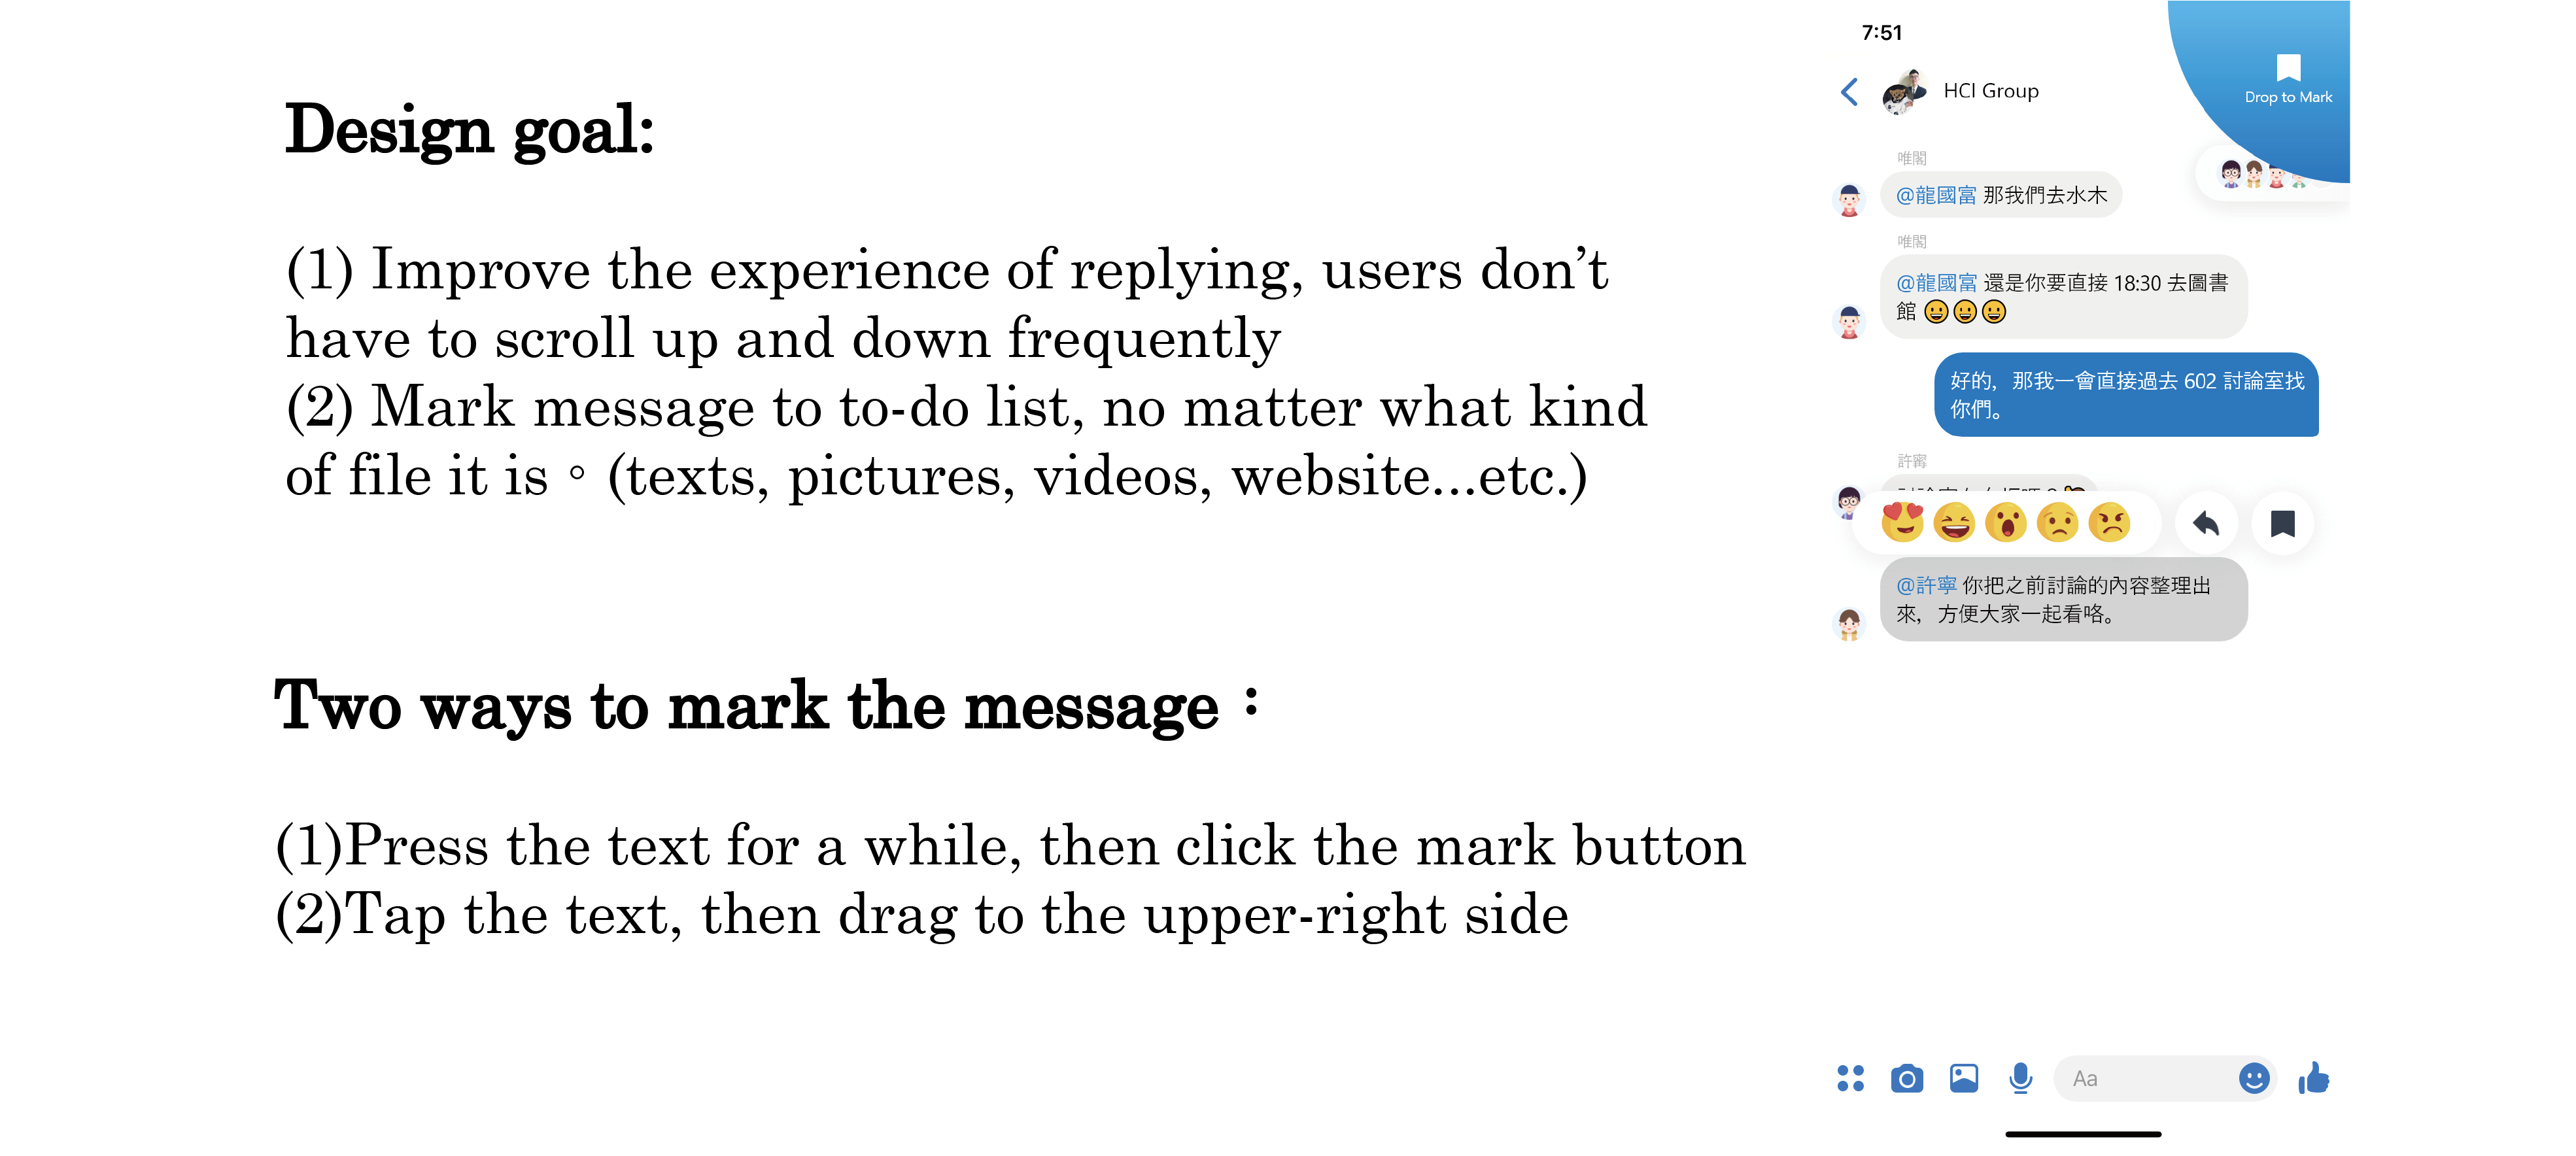 Design goal:
(1) Improve the experience of replying, users don’t
have to scroll up and down frequently
(2) Mark message to to-do list, no matter what kind
of file it is。(texts, pictures, videos, website...etc.)
Two ways to mark the message：
(1)Press the text for a while, then click the mark button
(2)Tap the text, then drag to the upper-right side
7:51
HCI Group
Drop to Mark
唯閣
@龍國富 那我們去水木
唯閣
@龍國富 還是你要直接 18:30 去圖書
館 😀😀😀
好的，那我一會直接過去 602 討論室找
你們。
許寗
@許寧 你把之前討論的內容整理出
來，方便大家一起看咯。
Aa